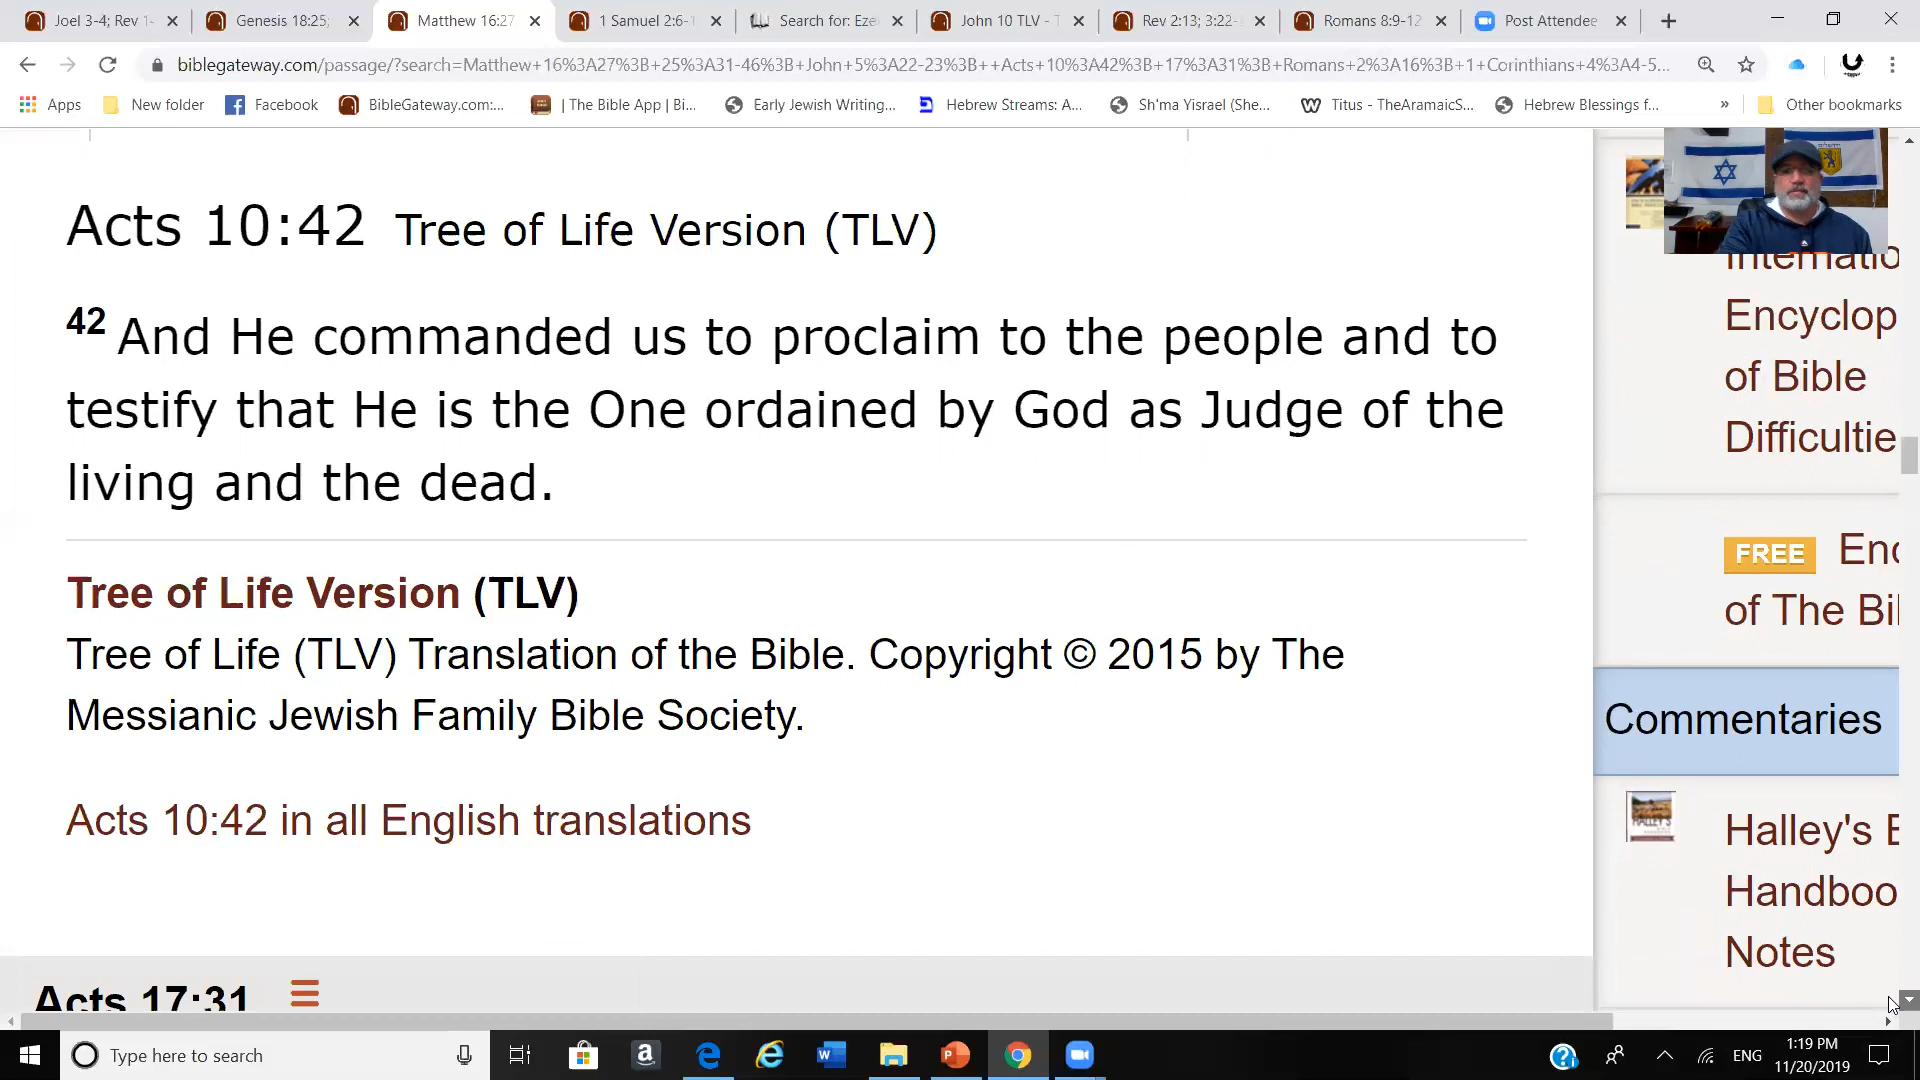 Joel 3-4; Rev 1-
Genesis 18:25;
Matthew 16:27
1 Samuel 2:6-1
Search for: Eze
John 10 TLV - T
Rev 2:13; 3:22-
Romans 8:9-12
Post Attendee
biblegateway.com/passage/?search=Matthew+16%3A27%3B+25%3A31-46%3B+John+5%3A22-23%3B++Acts+10%3A42%3B+17%3A31%3B+Romans+2%3A16%3B+1+Corinthians+4%3A4-5...
Apps
New folder
Facebook
BibleGateway.com:...
| The Bible App | Bi...
Early Jewish Writing...
Hebrew Streams: A...
Sh'ma Yisrael (She...
Titus - TheAramaicS...
Hebrew Blessings f...
»
Other bookmarks
Acts 10:42 Tree of Life Version (TLV)
42 And He commanded us to proclaim to the people and to
testify that He is the One ordained by God as Judge of the
living and the dead.
Tree of Life Version (TLV)
Tree of Life (TLV) Translation of the Bible. Copyright © 2015 by The
Messianic Jewish Family Bible Society.
Acts 10:42 in all English translations
Acts 17:31
Internatio
Encyclop
of Bible
Difficultie
FREE Enc
of The Bi
Commentaries
Halley's B
Handboo
Notes
Type here to search
ENG
1:19 PM
11/20/2019